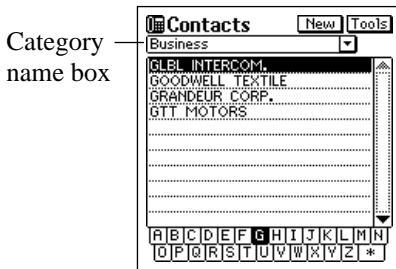 Contacts New Tools
Category name box
Business
GLBL INTERCOM.
GOODWELL TEXTILE
GRANDEUR CORP.
GTT MOTORS
A B C D E F G H I J K L M N
O P Q R S T U V W X Y Z *